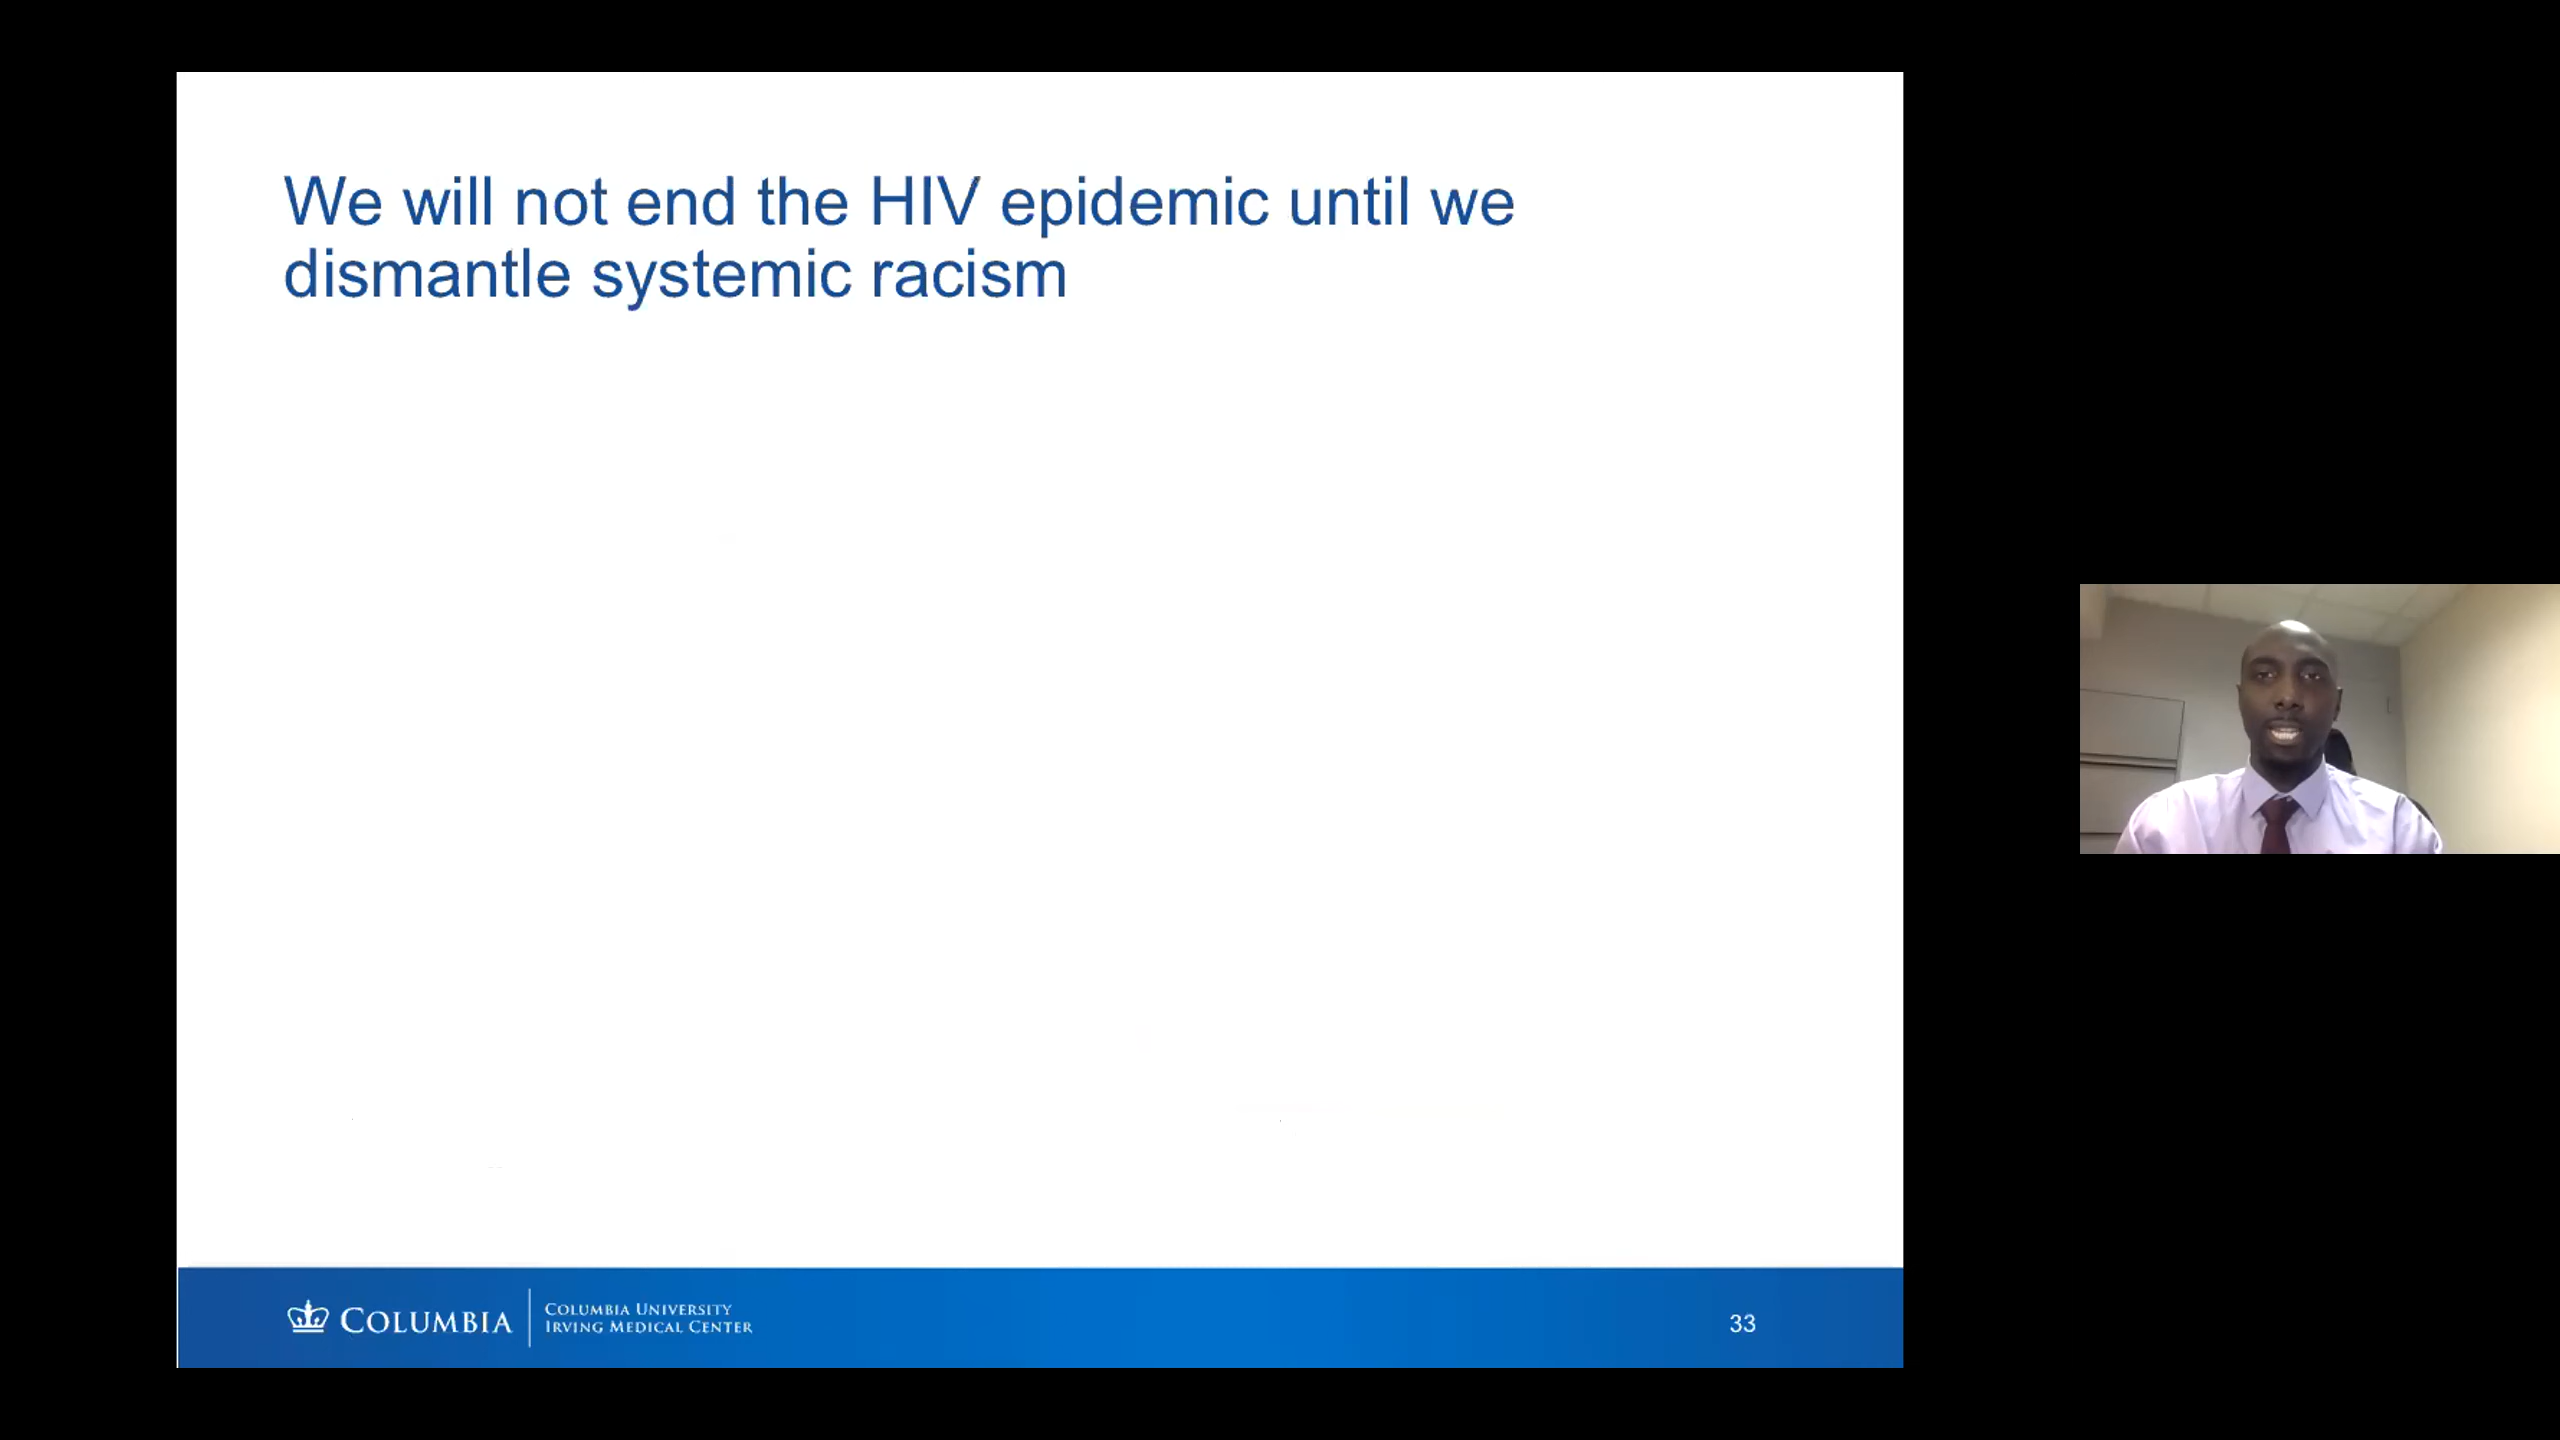 We will not end the HIV epidemic until we
dismantle systemic racism
COLUMBIA
COLUMBIA UNIVERSITY
IRVING MEDICAL CENTER
33